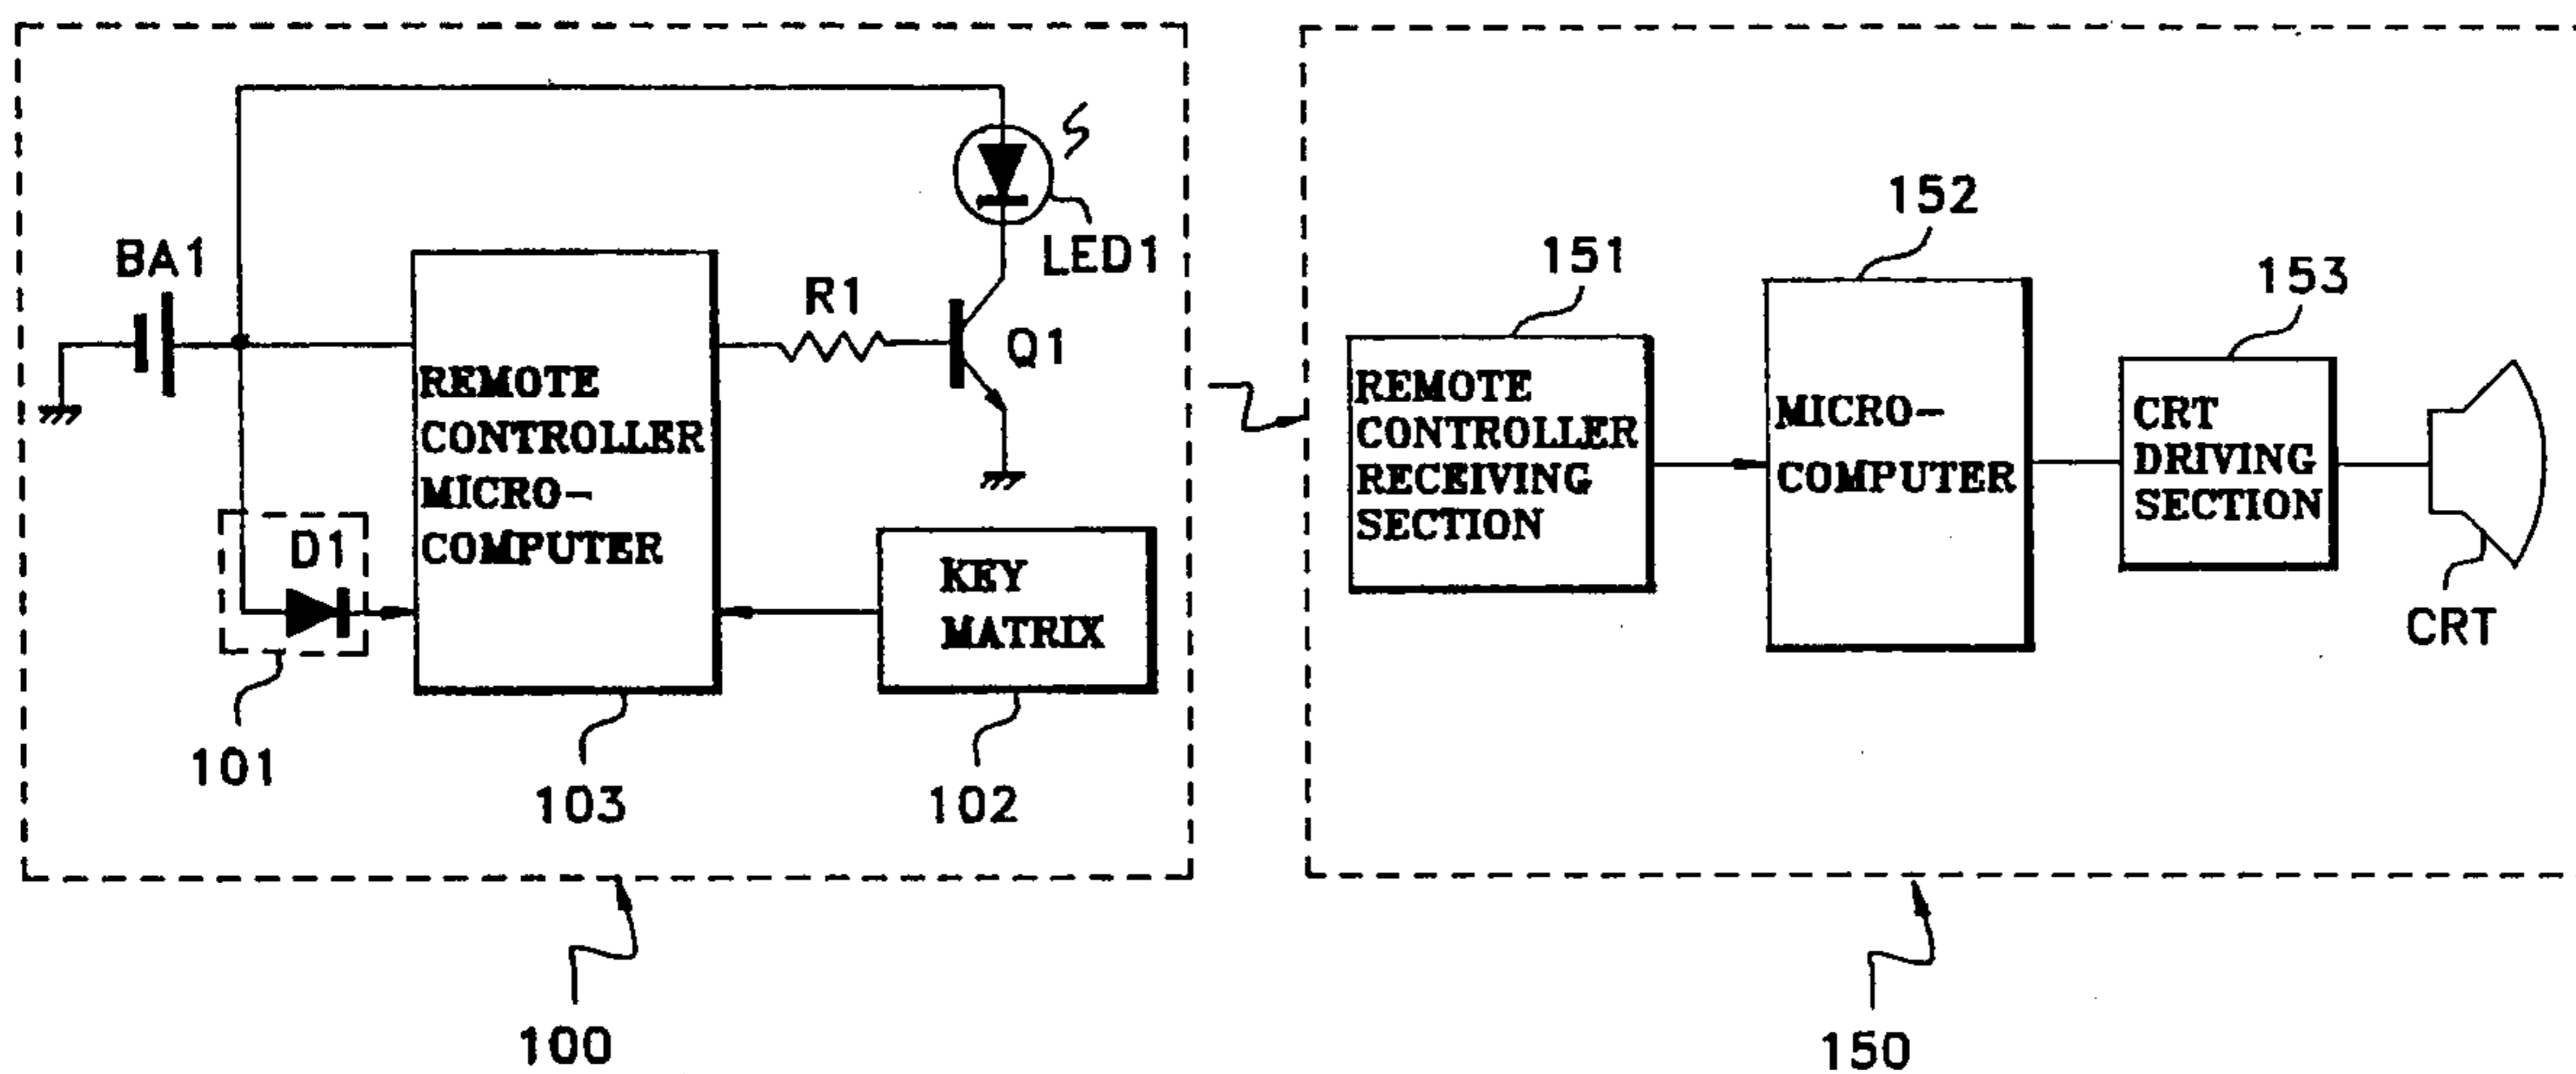 BA1
REMOTE
CONTROLLER
MICRO-
COMPUTER
R1
LED1
Q1
D1
KEY
MATRIX
101
103
102
100
151
REMOTE
CONTROLLER
RECEIVING
SECTION
152
MICRO-
COMPUTER
153
CRT
DRIVING
SECTION
CRT
150